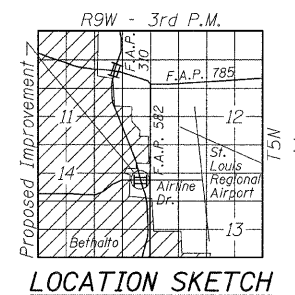 R9W - 3rd P.M.
F.A.P. 310
F.A.P. 785
Proposed Improvement
11
F.A.P. 582
12
T5N
St. Louis Regional Airport
14
Airline Dr.
Bethalto
13
LOCATION SKETCH